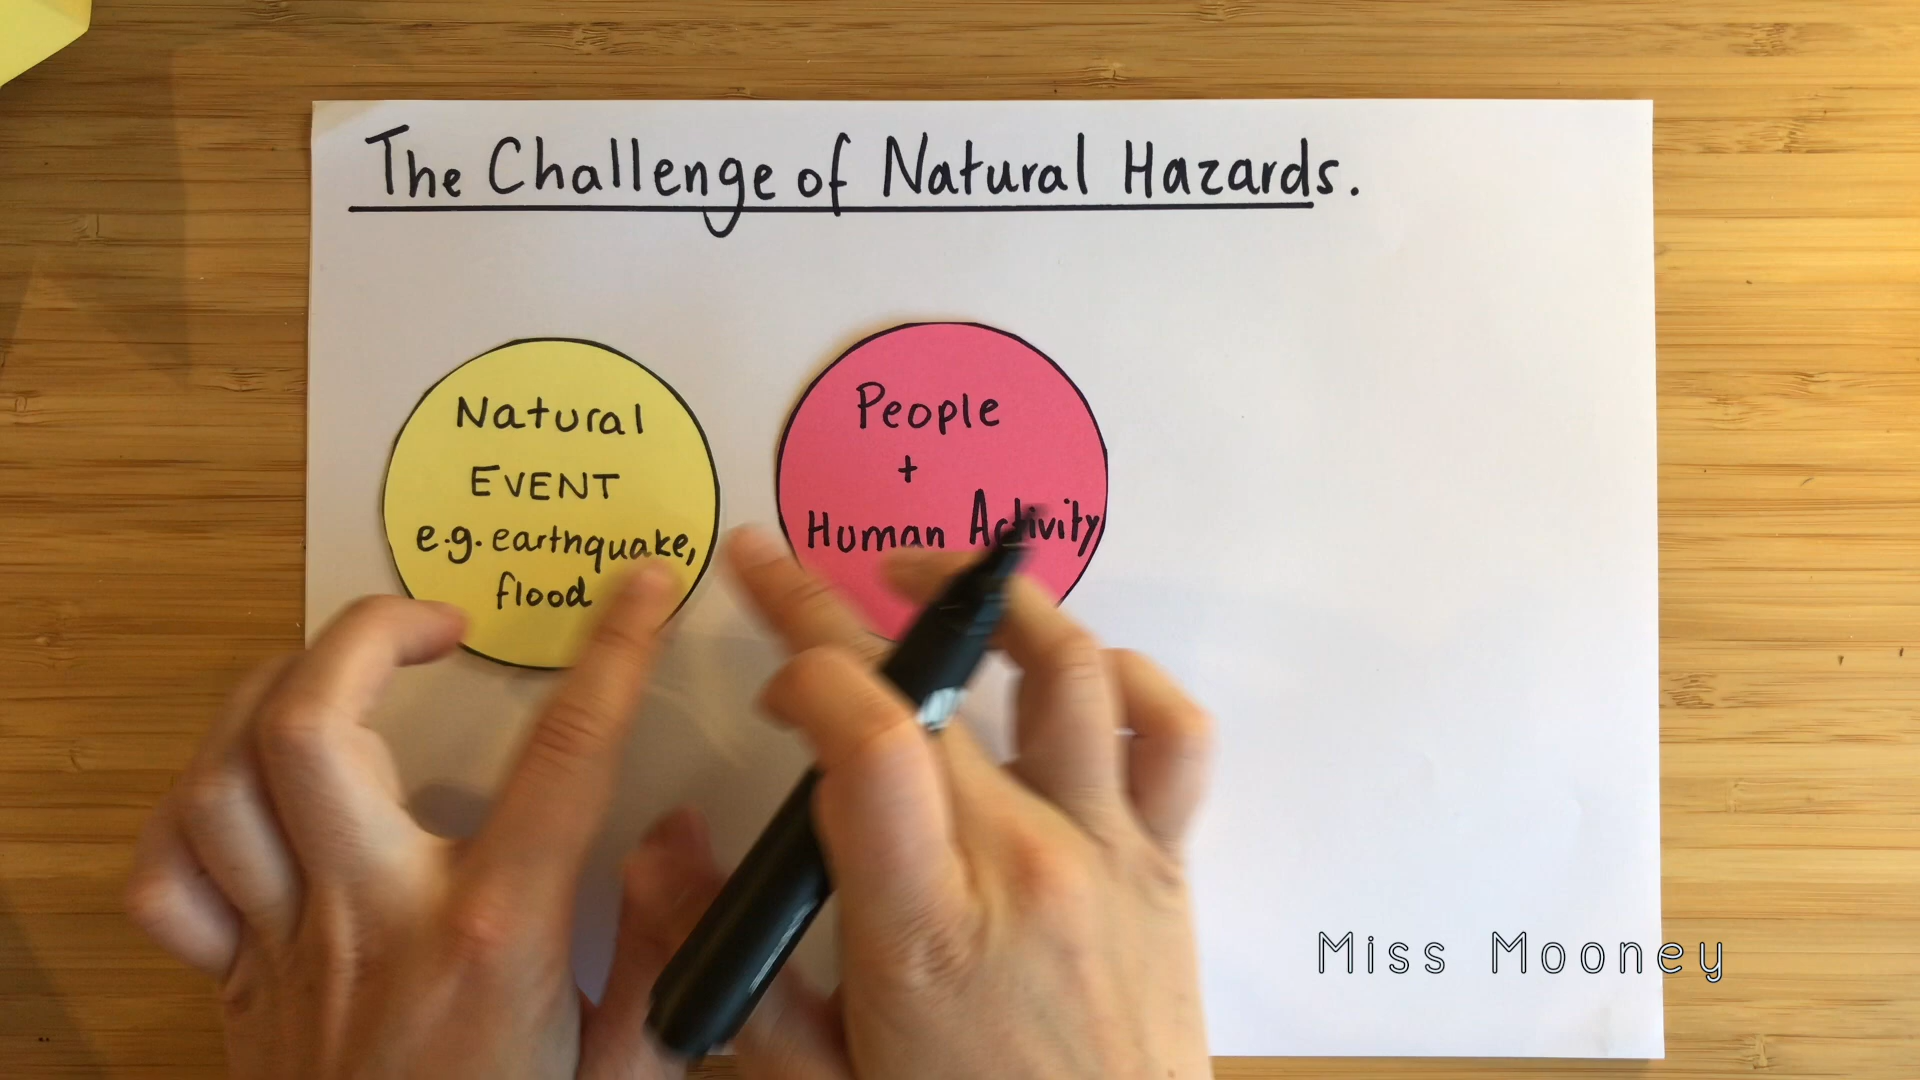 The Challenge of Natural Hazards.
Natural
EVENT
e.g. earthquake,
flood
People
+
Human Activity
Miss Mooney